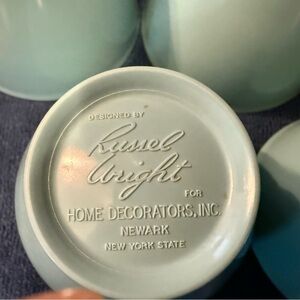 DESIGNED BY
Russel
Wright
FOR
HOME DECORATORS, INC.
NEWARK
NEW YORK STATE